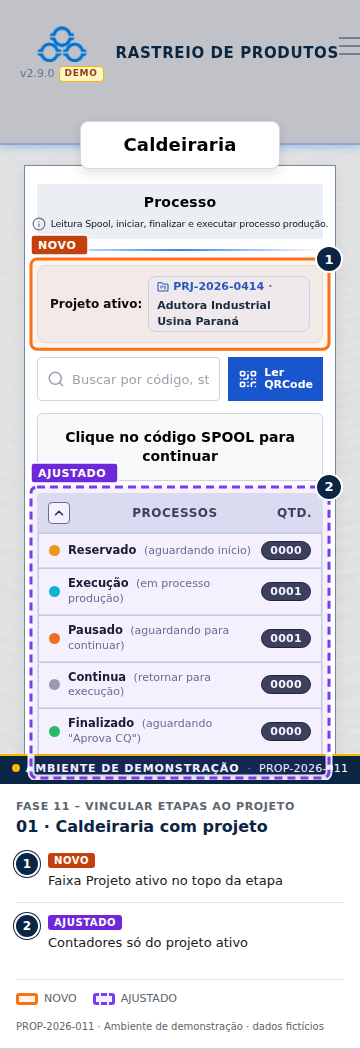 v2.9.0 DEMO
RASTREIO DE PRODUTOS
Caldeiraria
Processo
Leitura Spool, iniciar, finalizar e executar processo produção.
NOVO
1
Projeto ativo:
PRJ-2026-0414 ·
Adutora Industrial
Usina Paraná
Buscar por código, st
Ler
QRCode
Clique no código SPOOL para
continuar
AJUSTADO
2
PROCESSOS QTD.
Reservado (aguardando início) 0000
Execução (em processo
produção) 0001
Pausado (aguardando para
continuar) 0001
Continua (retornar para
execução) 0000
Finalizado (aguardando
"Aprova CQ") 0000
AMBIENTE DE DEMONSTRAÇÃO · PROP-2026-011
FASE 11 – VINCULAR ETAPAS AO PROJETO
01 · Caldeiraria com projeto
1 NOVO
Faixa Projeto ativo no topo da etapa
2 AJUSTADO
Contadores só do projeto ativo
NOVO AJUSTADO
PROP-2026-011 · Ambiente de demonstração · dados fictícios